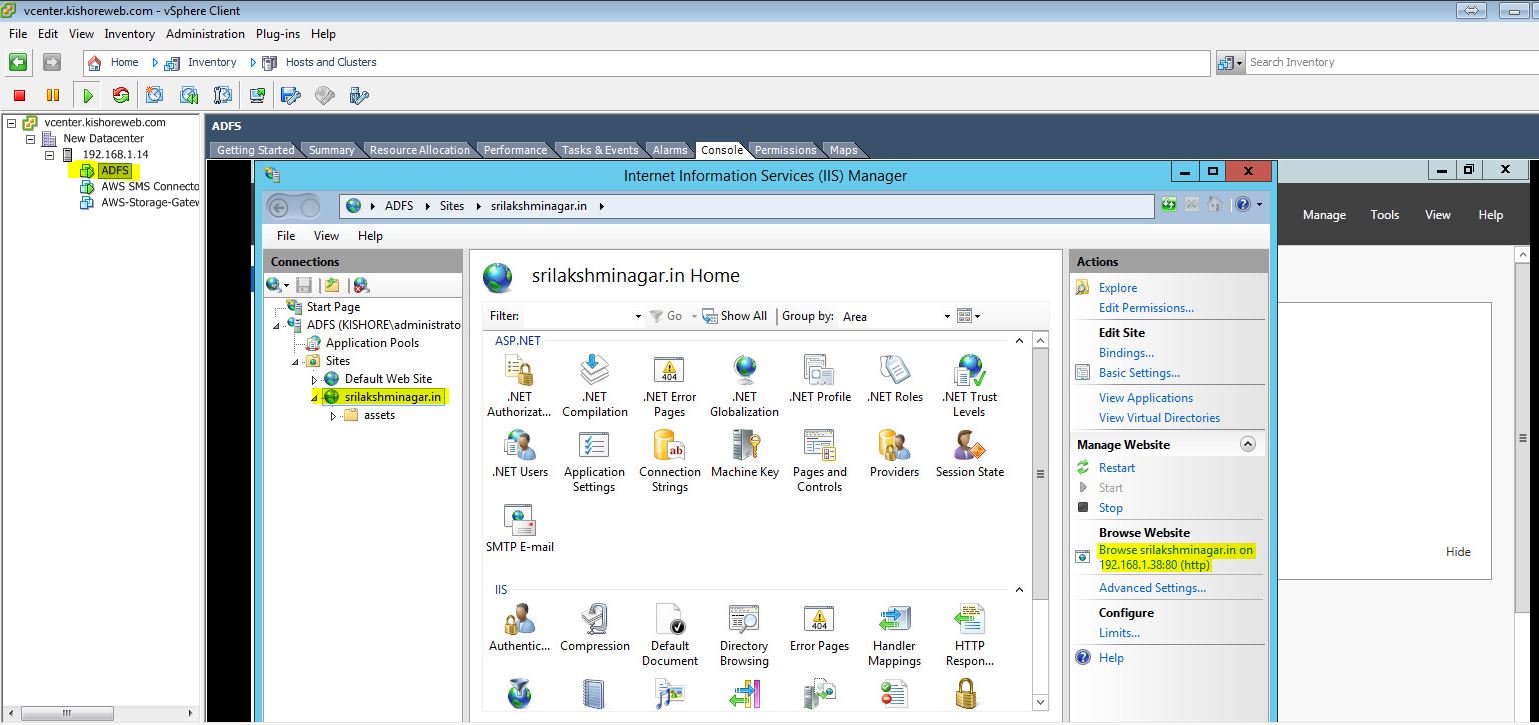 vcenter.kishoreweb.com - vSphere Client
File Edit View Inventory Administration Plug-ins Help
Home Inventory Hosts and Clusters
Search Inventory
vcenter.kishoreweb.com
New Datacenter
192.168.1.14
ADFS
AWS SMS Connecto
AWS-Storage-Gatew
ADFS
Getting Started Summary Resource Allocation Performance Tasks & Events Alarms Console Permissions Maps
Internet Information Services (IIS) Manager
ADFS Sites srilakshminagar.in
File View Help
Connections
Start Page
ADFS (KISHORE\administrato
Application Pools
Sites
Default Web Site
srilakshminagar.in
assets
srilakshminagar.in Home
Filter: Go Show All Group by: Area
ASP.NET
.NET Authorizat...
.NET Compilation
.NET Error Pages
.NET Globalization
.NET Profile
.NET Roles
.NET Trust Levels
.NET Users
Application Settings
Connection Strings
Machine Key
Pages and Controls
Providers
Session State
SMTP E-mail
IIS
Authentic...
Compression
Default Document
Directory Browsing
Error Pages
Handler Mappings
HTTP Respon...
Actions
Explore
Edit Permissions...
Edit Site
Bindings...
Basic Settings...
View Applications
View Virtual Directories
Manage Website
Restart
Start
Stop
Browse Website
Browse srilakshminagar.in on
192.168.1.38:80 (http)
Advanced Settings...
Configure
Limits...
Help
Manage Tools View Help
Hide